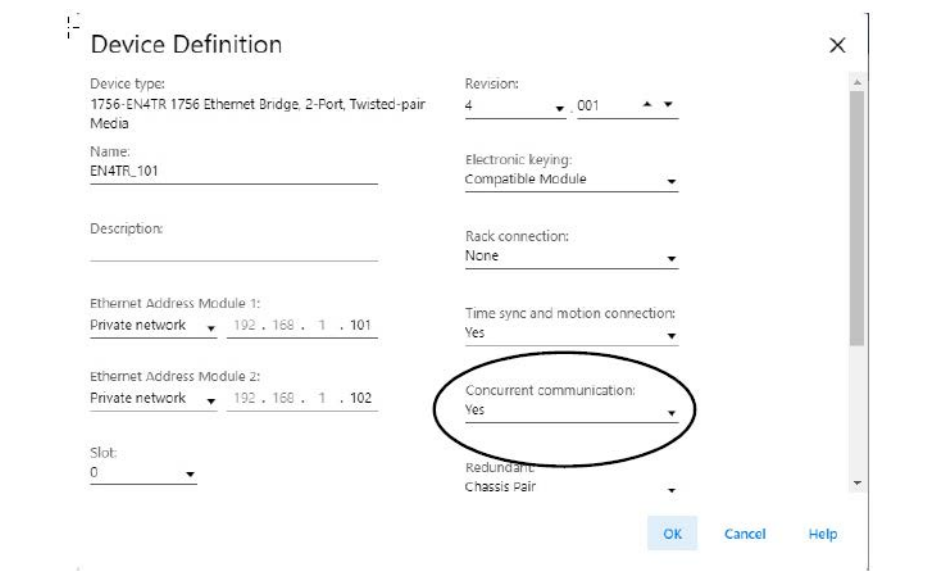 Device Definition
Device type:
1756-EN4TR 1756 Ethernet Bridge, 2-Port, Twisted-pair
Media
Name:
EN4TR_101
Description:
Ethernet Address Module 1:
Private network 192 . 168 . 1 . 101
Ethernet Address Module 2:
Private network 192 . 168 . 1 . 102
Slot:
0
Revision:
4 . 001
Electronic keying:
Compatible Module
Rack connection:
None
Time sync and motion connection:
Yes
Concurrent communication:
Yes
Redundant:
Chassis Pair
OK Cancel Help